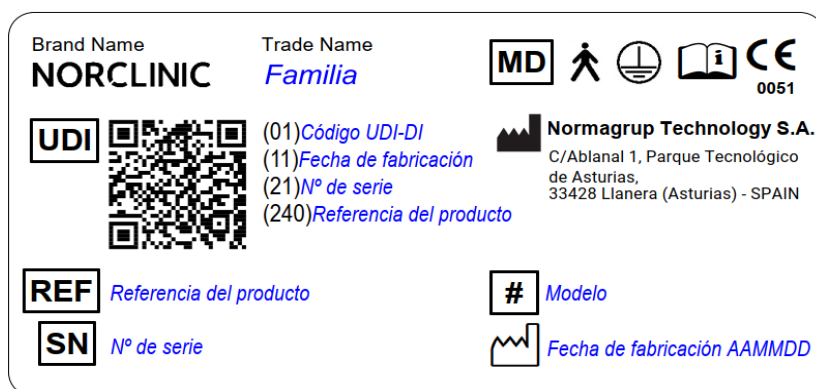 Brand Name
NORCLINIC
Trade Name
Familia
MD
i
CE
0051
UDI
(01)Código UDI-DI
(11)Fecha de fabricación
(21)Nº de serie
(240)Referencia del producto
Normagrup Technology S.A.
C/Ablanal 1, Parque Tecnológico
de Asturias,
33428 Llanera (Asturias) - SPAIN
REF Referencia del producto
# Modelo
SN Nº de serie
Fecha de fabricación AAMMDD